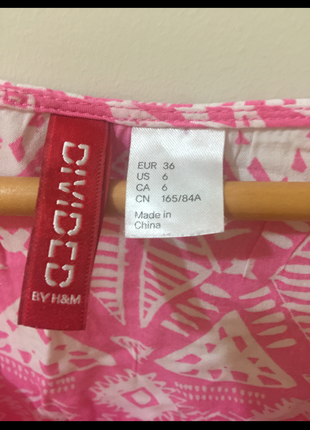 DIVIDED
BY H&M
EUR 36
US 6
CA 6
CN 165/84A
Made in
China